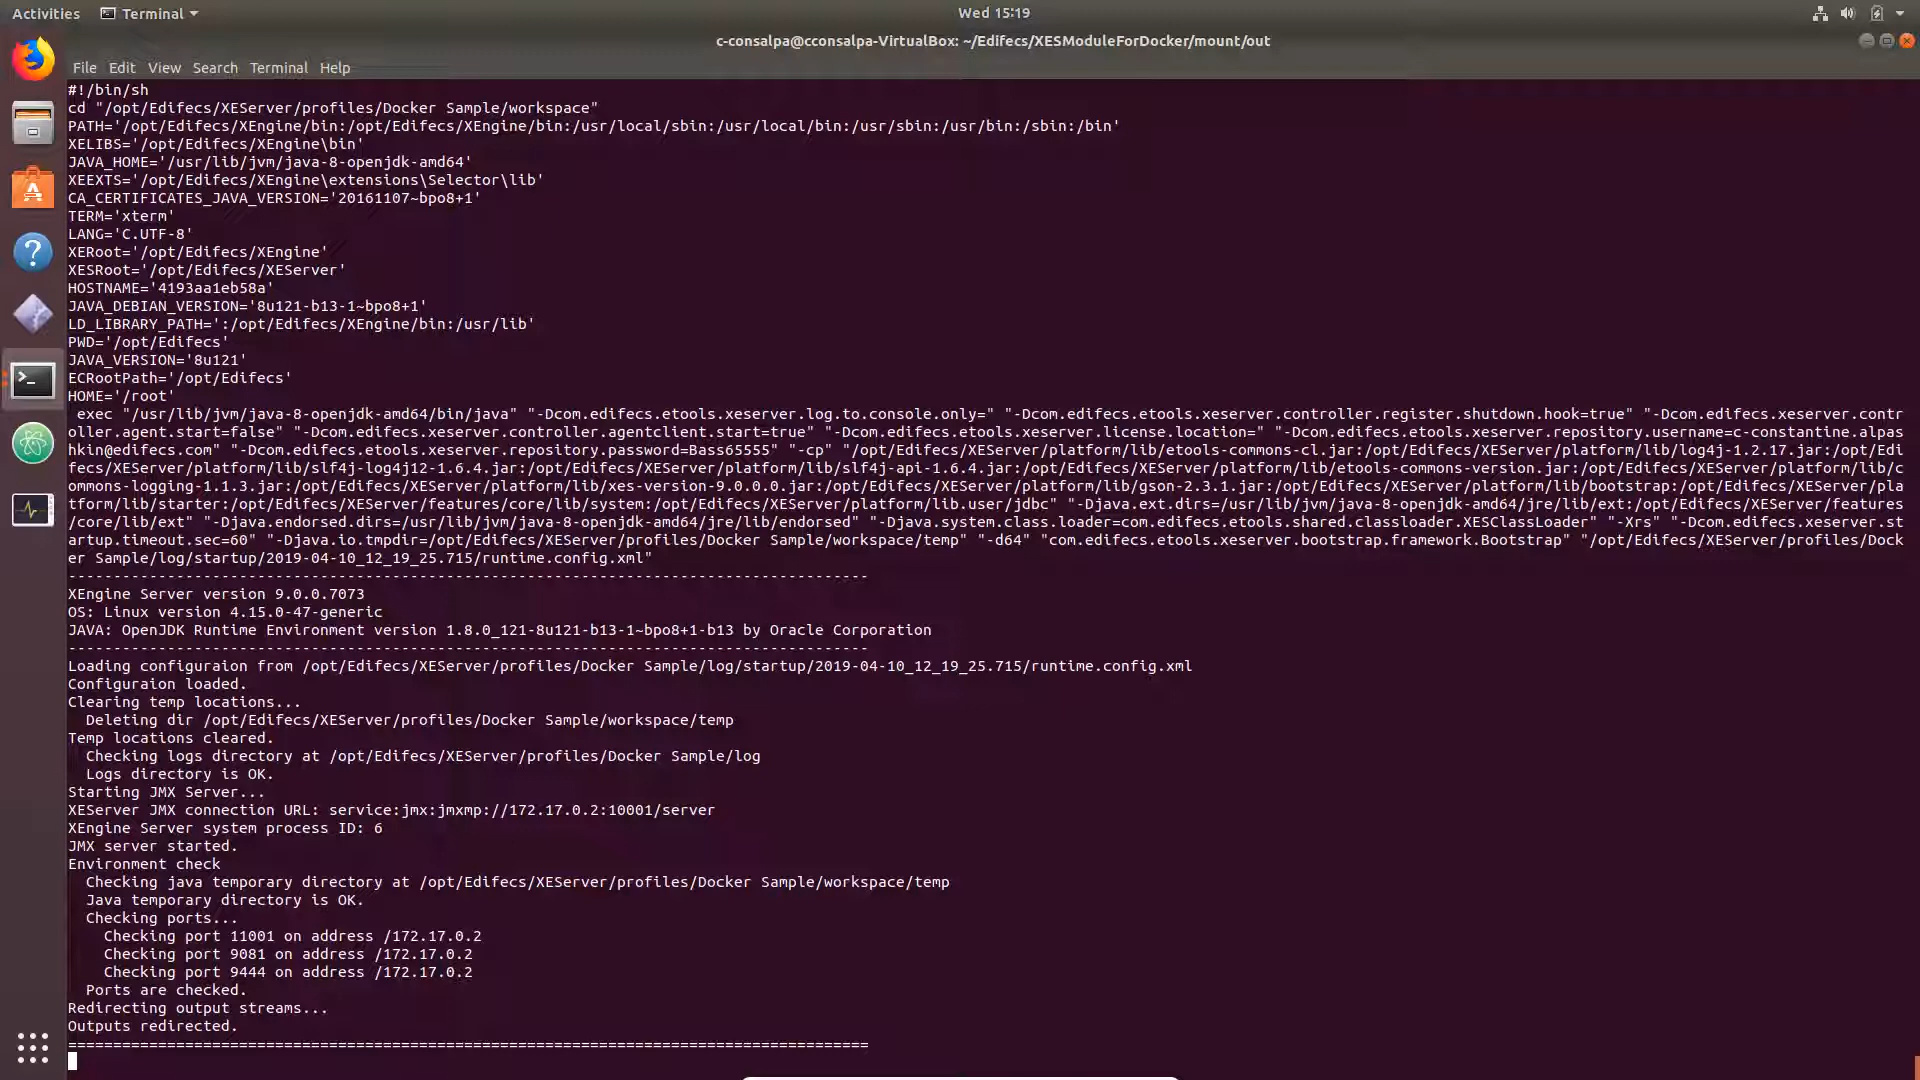 Activities Terminal Wed 15:19
c-consalpa@cconsalpa-VirtualBox: ~/Edifecs/XESModuleForDocker/mount/out
File Edit View Search Terminal Help
#!/bin/sh
cd "/opt/Edifecs/XEServer/profiles/Docker Sample/workspace"
PATH='/opt/Edifecs/XEngine/bin:/opt/Edifecs/XEngine/bin:/usr/local/sbin:/usr/local/bin:/usr/sbin:/usr/bin:/sbin:/bin'
XELIBS='/opt/Edifecs/XEngine\bin'
JAVA_HOME='/usr/lib/jvm/java-8-openjdk-amd64'
XEEXTS='/opt/Edifecs/XEngine\extensions\Selector\lib'
CA_CERTIFICATES_JAVA_VERSION='20161107~bpo8+1'
TERM='xterm'
LANG='C.UTF-8'
XERoot='/opt/Edifecs/XEngine'
XESRoot='/opt/Edifecs/XEServer'
HOSTNAME='4193aa1eb58a'
JAVA_DEBIAN_VERSION='8u121-b13-1~bpo8+1'
LD_LIBRARY_PATH=':/opt/Edifecs/XEngine/bin:/usr/lib'
PWD='/opt/Edifecs'
JAVA_VERSION='8u121'
ECRootPath='/opt/Edifecs'
HOME='/root'
exec "/usr/lib/jvm/java-8-openjdk-amd64/bin/java" "-Dcom.edifecs.etools.xeserver.log.to.console.only=" "-Dcom.edifecs.etools.xeserver.controller.register.shutdown.hook=true" "-Dcom.edifecs.xeserver.contr
oller.agent.start=false" "-Dcom.edifecs.etools.xeserver.controller.agentclient.start=true" "-Dcom.edifecs.etools.xeserver.license.location=" "-Dcom.edifecs.etools.xeserver.repository.username=c-constantine.alpas
hkin@edifecs.com" "-Dcom.edifecs.etools.xeserver.repository.password=Bass65555" "-cp" "/opt/Edifecs/XEServer/platform/lib/etools-commons-cl.jar:/opt/Edifecs/XEServer/platform/lib/log4j-1.2.17.jar:/opt/Edi
fecs/XEServer/platform/lib/slf4j-log4j12-1.6.4.jar:/opt/Edifecs/XEServer/platform/lib/slf4j-api-1.6.4.jar:/opt/Edifecs/XEServer/platform/lib/etools-commons-version.jar:/opt/Edifecs/XEServer/platform/lib/c
ommons-logging-1.1.3.jar:/opt/Edifecs/XEServer/platform/lib/xes-version-9.0.0.0.jar:/opt/Edifecs/XEServer/platform/lib/gson-2.3.1.jar:/opt/Edifecs/XEServer/platform/lib/bootstrap:/opt/Edifecs/XEServer/pla
tform/lib/starter:/opt/Edifecs/XEServer/features/core/lib/system:/opt/Edifecs/XEServer/platform/lib.user/jdbc" "-Djava.ext.dirs=/usr/lib/jvm/java-8-openjdk-amd64/jre/lib/ext:/opt/Edifecs/XEServer/features
/core/lib/ext" "-Djava.endorsed.dirs=/usr/lib/jvm/java-8-openjdk-amd64/jre/lib/endorsed" "-Djava.system.class.loader=com.edifecs.etools.shared.classloader.XESClassLoader" "-Xrs" "-Dcom.edifecs.xeserver.st
artup.timeout.sec=60" "-Djava.io.tmpdir=/opt/Edifecs/XEServer/profiles/Docker Sample/workspace/temp" "-d64" "com.edifecs.etools.xeserver.bootstrap.framework.Bootstrap" "/opt/Edifecs/XEServer/profiles/Dock
er Sample/log/startup/2019-04-10_12_19_25.715/runtime.config.xml"
-----------------------------------------------------------------------------------------
XEngine Server version 9.0.0.7073
OS: Linux version 4.15.0-47-generic
JAVA: OpenJDK Runtime Environment version 1.8.0_121-8u121-b13-1~bpo8+1-b13 by Oracle Corporation
-----------------------------------------------------------------------------------------
Loading configuraion from /opt/Edifecs/XEServer/profiles/Docker Sample/log/startup/2019-04-10_12_19_25.715/runtime.config.xml
Configuraion loaded.
Clearing temp locations...
Deleting dir /opt/Edifecs/XEServer/profiles/Docker Sample/workspace/temp
Temp locations cleared.
Checking logs directory at /opt/Edifecs/XEServer/profiles/Docker Sample/log
Logs directory is OK.
Starting JMX Server...
XEServer JMX connection URL: service:jmx:jmxmp://172.17.0.2:10001/server
XEngine Server system process ID: 6
JMX server started.
Environment check
Checking java temporary directory at /opt/Edifecs/XEServer/profiles/Docker Sample/workspace/temp
Java temporary directory is OK.
Checking ports...
Checking port 11001 on address /172.17.0.2
Checking port 9081 on address /172.17.0.2
Checking port 9444 on address /172.17.0.2
Ports are checked.
Redirecting output streams...
Outputs redirected.
=========================================================================================